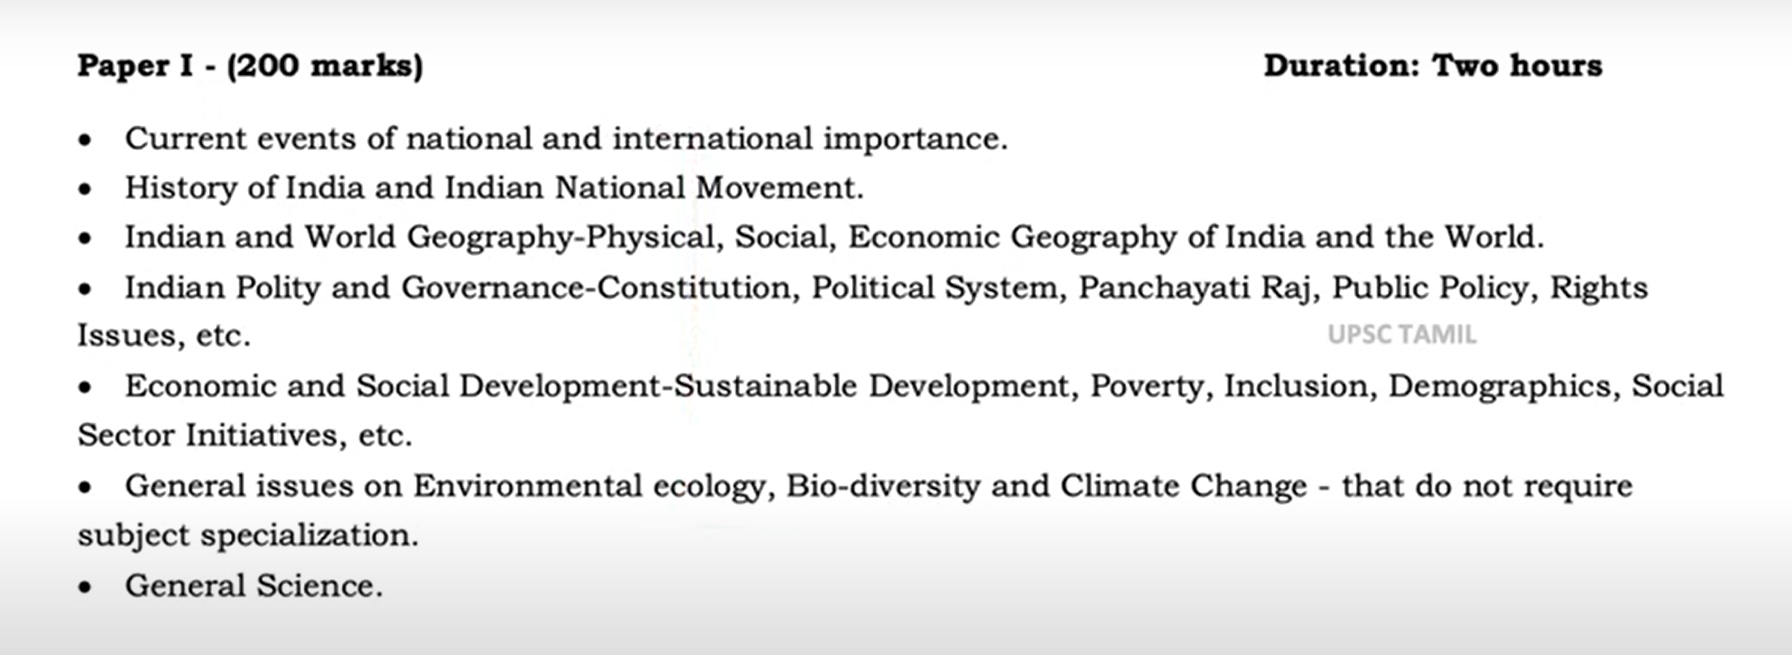 Paper I - (200 marks) Duration: Two hours
• Current events of national and international importance.
• History of India and Indian National Movement.
• Indian and World Geography-Physical, Social, Economic Geography of India and the World.
• Indian Polity and Governance-Constitution, Political System, Panchayati Raj, Public Policy, Rights
Issues, etc.
UPSC TAMIL
• Economic and Social Development-Sustainable Development, Poverty, Inclusion, Demographics, Social
Sector Initiatives, etc.
• General issues on Environmental ecology, Bio-diversity and Climate Change - that do not require
subject specialization.
• General Science.